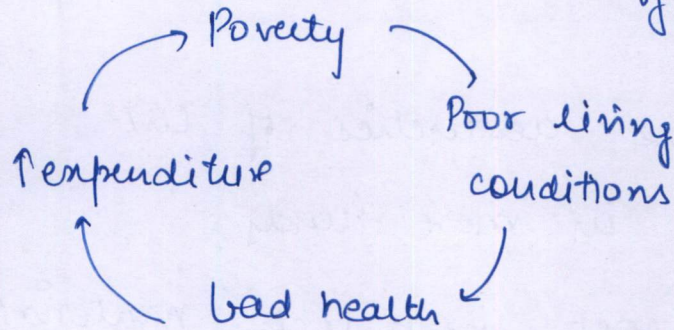 Poverty
Poor living
conditions
↑ expenditure
bad health